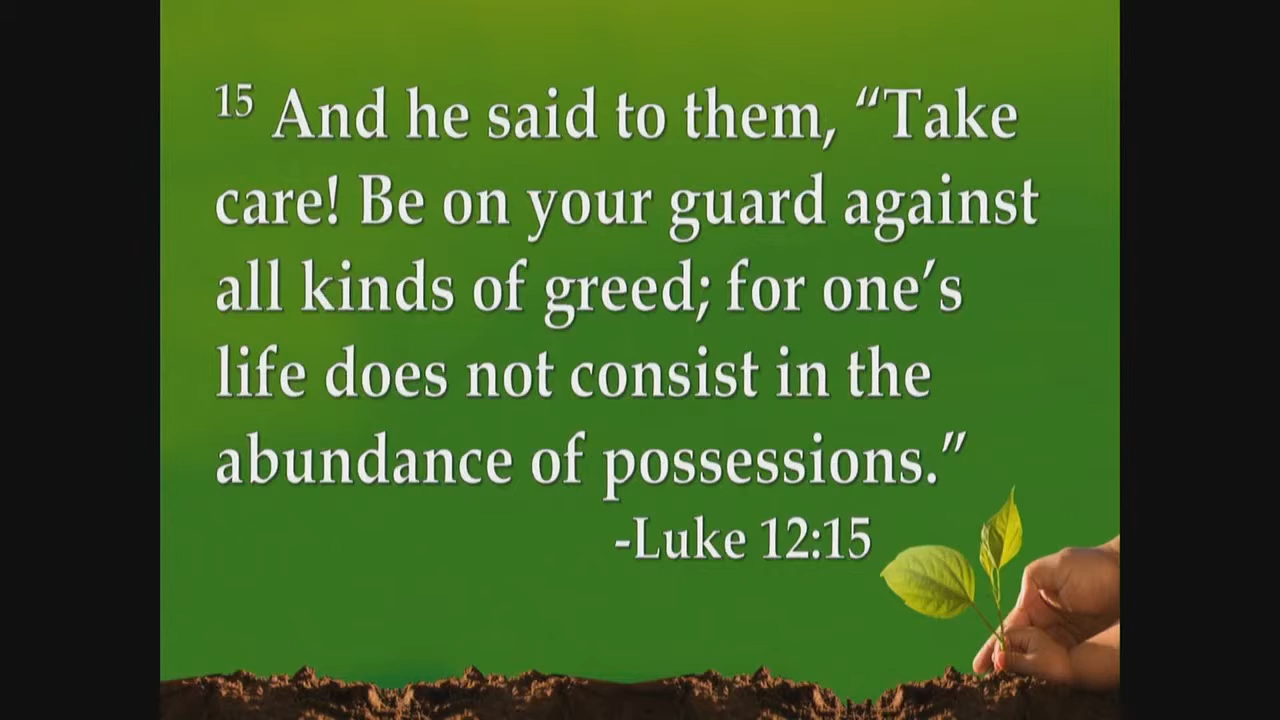 15 And he said to them, “Take
care! Be on your guard against
all kinds of greed; for one’s
life does not consist in the
abundance of possessions.”
-Luke 12:15